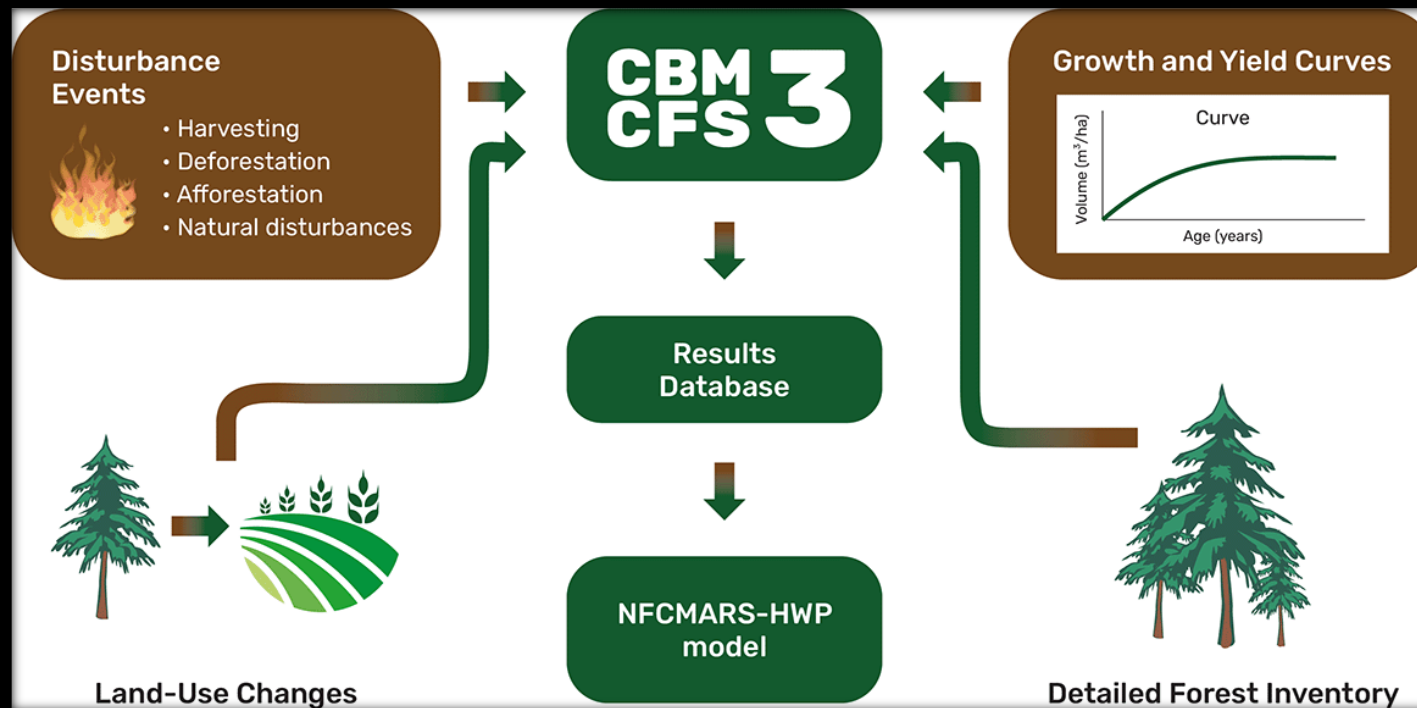 Disturbance
Events
• Harvesting
• Deforestation
• Afforestation
• Natural disturbances
CBM
CFS 3
Growth and Yield Curves
Curve
Volume (m³/ha)
Age (years)
Results
Database
NFCMARS-HWP
model
Land-Use Changes
Detailed Forest Inventory